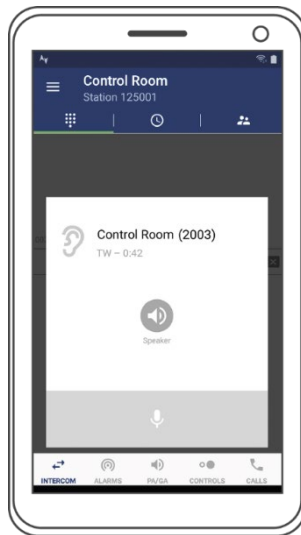 Control Room
Station 125001
Control Room (2003)
TW – 0:42
Speaker
INTERCOM ALARMS PA/GA CONTROLS CALLS